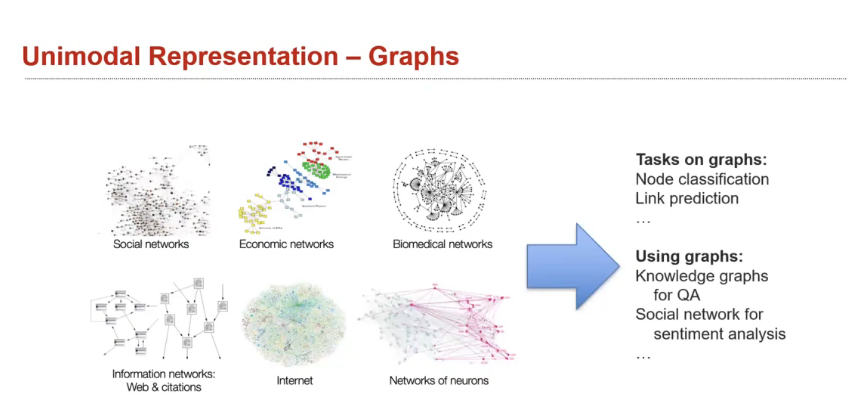 Unimodal Representation – Graphs
Social networks
Economic networks
Biomedical networks
Information networks:
Web & citations
Internet
Networks of neurons
Tasks on graphs:
Node classification
Link prediction
…
Using graphs:
Knowledge graphs
for QA
Social network for
sentiment analysis
…